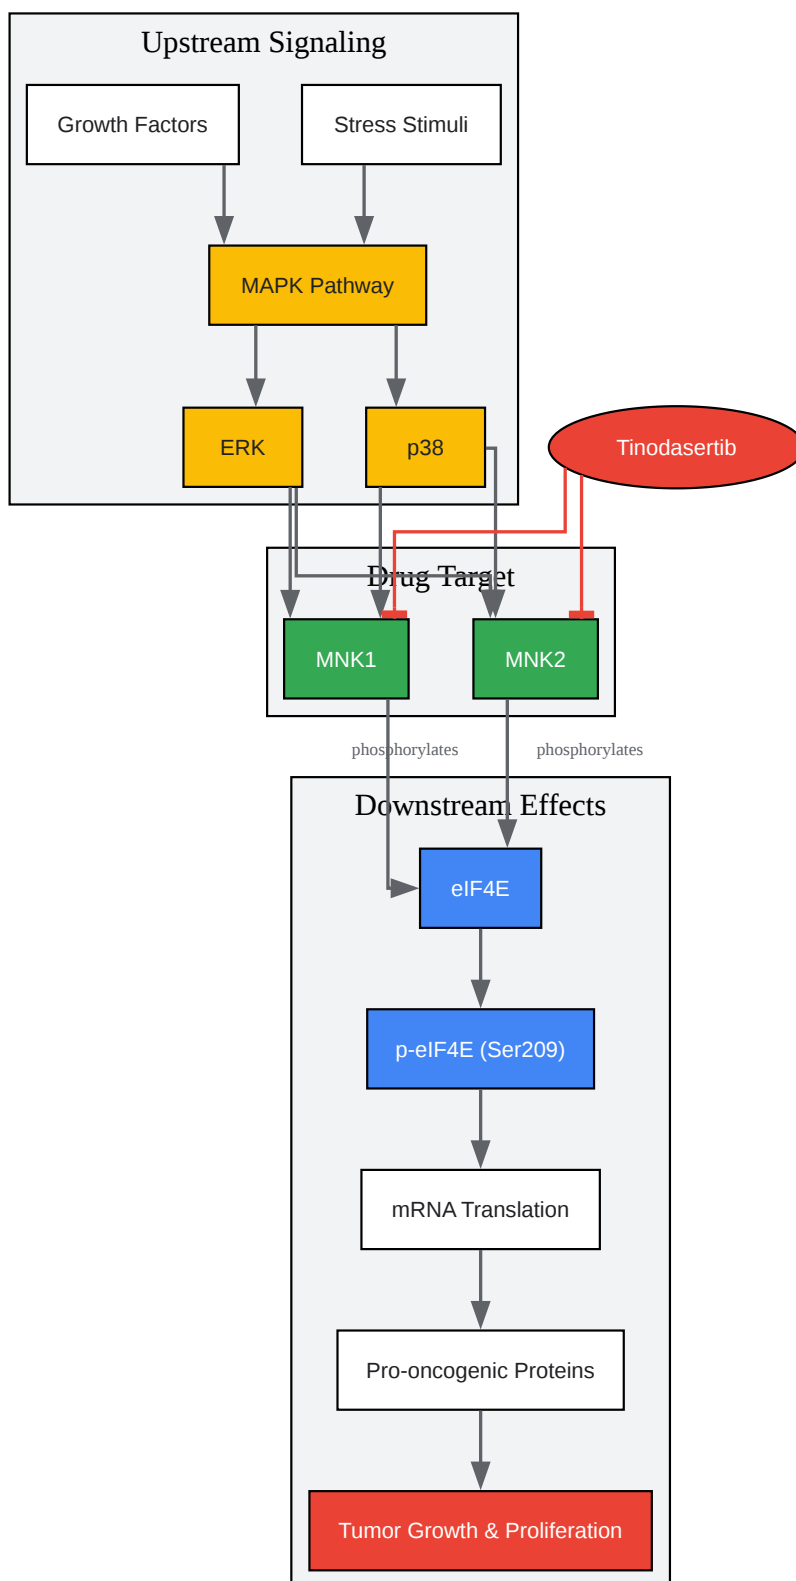 Upstream Signaling
Growth Factors
Stress Stimuli
MAPK Pathway
ERK
p38
Tinodasertib
Drug Target
MNK1
MNK2
phosphorylates
phosphorylates
Downstream Effects
eIF4E
p-eIF4E (Ser209)
mRNA Translation
Pro-oncogenic Proteins
Tumor Growth & Proliferation